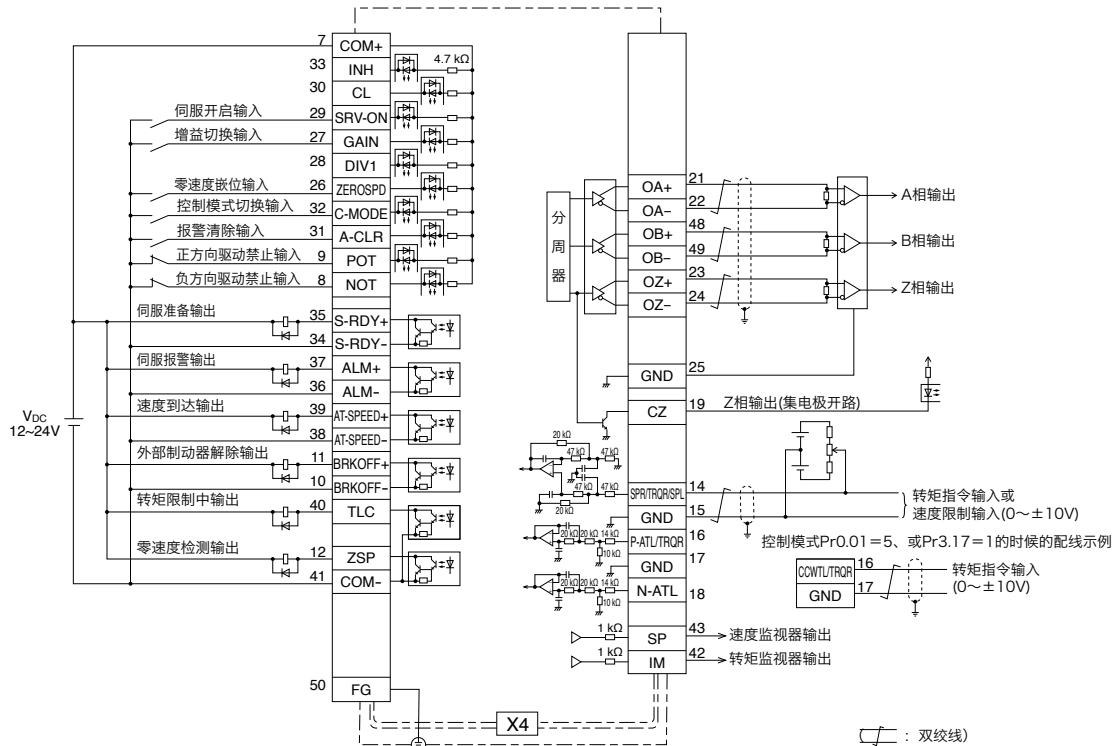 7 COM+
33 INH 4.7 kΩ
30 CL
伺服开启输入 29 SRV-ON
增益切换输入 27 GAIN
28 DIV1
零速度嵌位输入 26 ZEROSPD
控制模式切换输入 32 C-MODE
报警清除输入 31 A-CLR
正方向驱动禁止输入 9 POT
负方向驱动禁止输入 8 NOT
伺服准备输出 35 S-RDY+
34 S-RDY-
伺服报警输出 37 ALM+
36 ALM-
速度到达输出 39 AT-SPEED+
38 AT-SPEED-
外部制动器解除输出 11 BRKOFF+
10 BRKOFF-
转矩限制中输出 40 TLC
零速度检测输出 12 ZSP
41 COM-
50 FG
VDC
12~24V
分周器
OA+ 21
OA- 22
A相输出
OB+ 48
OB- 49
B相输出
OZ+ 23
OZ- 24
Z相输出
GND 25
CZ 19 Z相输出(集电极开路)
20 kΩ
47 kΩ 47 kΩ
47 kΩ 47 kΩ
20 kΩ
SPR/TRQR/SPL 14
GND 15
转矩指令输入或
速度限制输入(0～±10V)
20 kΩ 20 kΩ 14 kΩ
10 kΩ
P-ATL/TRQR 16
GND 17
20 kΩ 20 kΩ 14 kΩ
10 kΩ
N-ATL 18
控制模式Pr0.01＝5、或Pr3.17＝1的时候的配线示例
CCWTL/TRQR 16
GND 17
转矩指令输入
(0～±10V)
1 kΩ SP 43 速度监视器输出
1 kΩ IM 42 转矩监视器输出
X4
( : 双绞线)